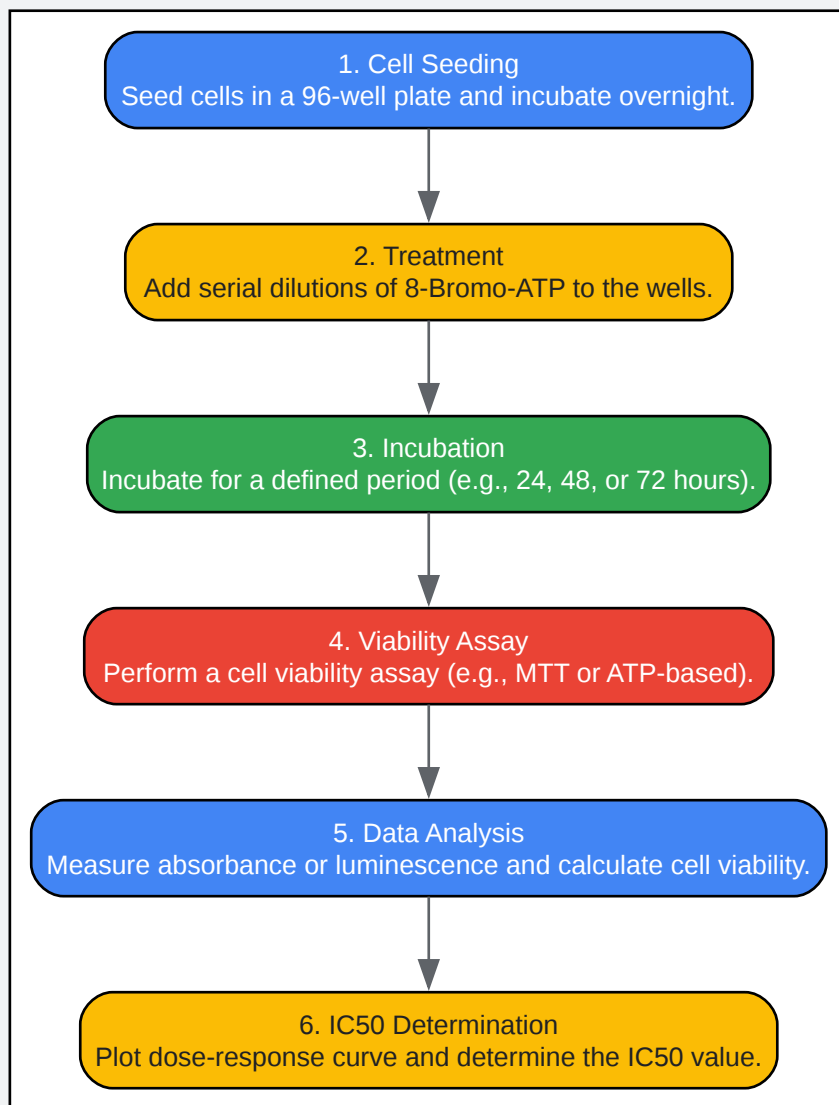 1. Cell Seeding
Seed cells in a 96-well plate and incubate overnight.
2. Treatment
Add serial dilutions of 8-Bromo-ATP to the wells.
3. Incubation
Incubate for a defined period (e.g., 24, 48, or 72 hours).
4. Viability Assay
Perform a cell viability assay (e.g., MTT or ATP-based).
5. Data Analysis
Measure absorbance or luminescence and calculate cell viability.
6. IC50 Determination
Plot dose-response curve and determine the IC50 value.